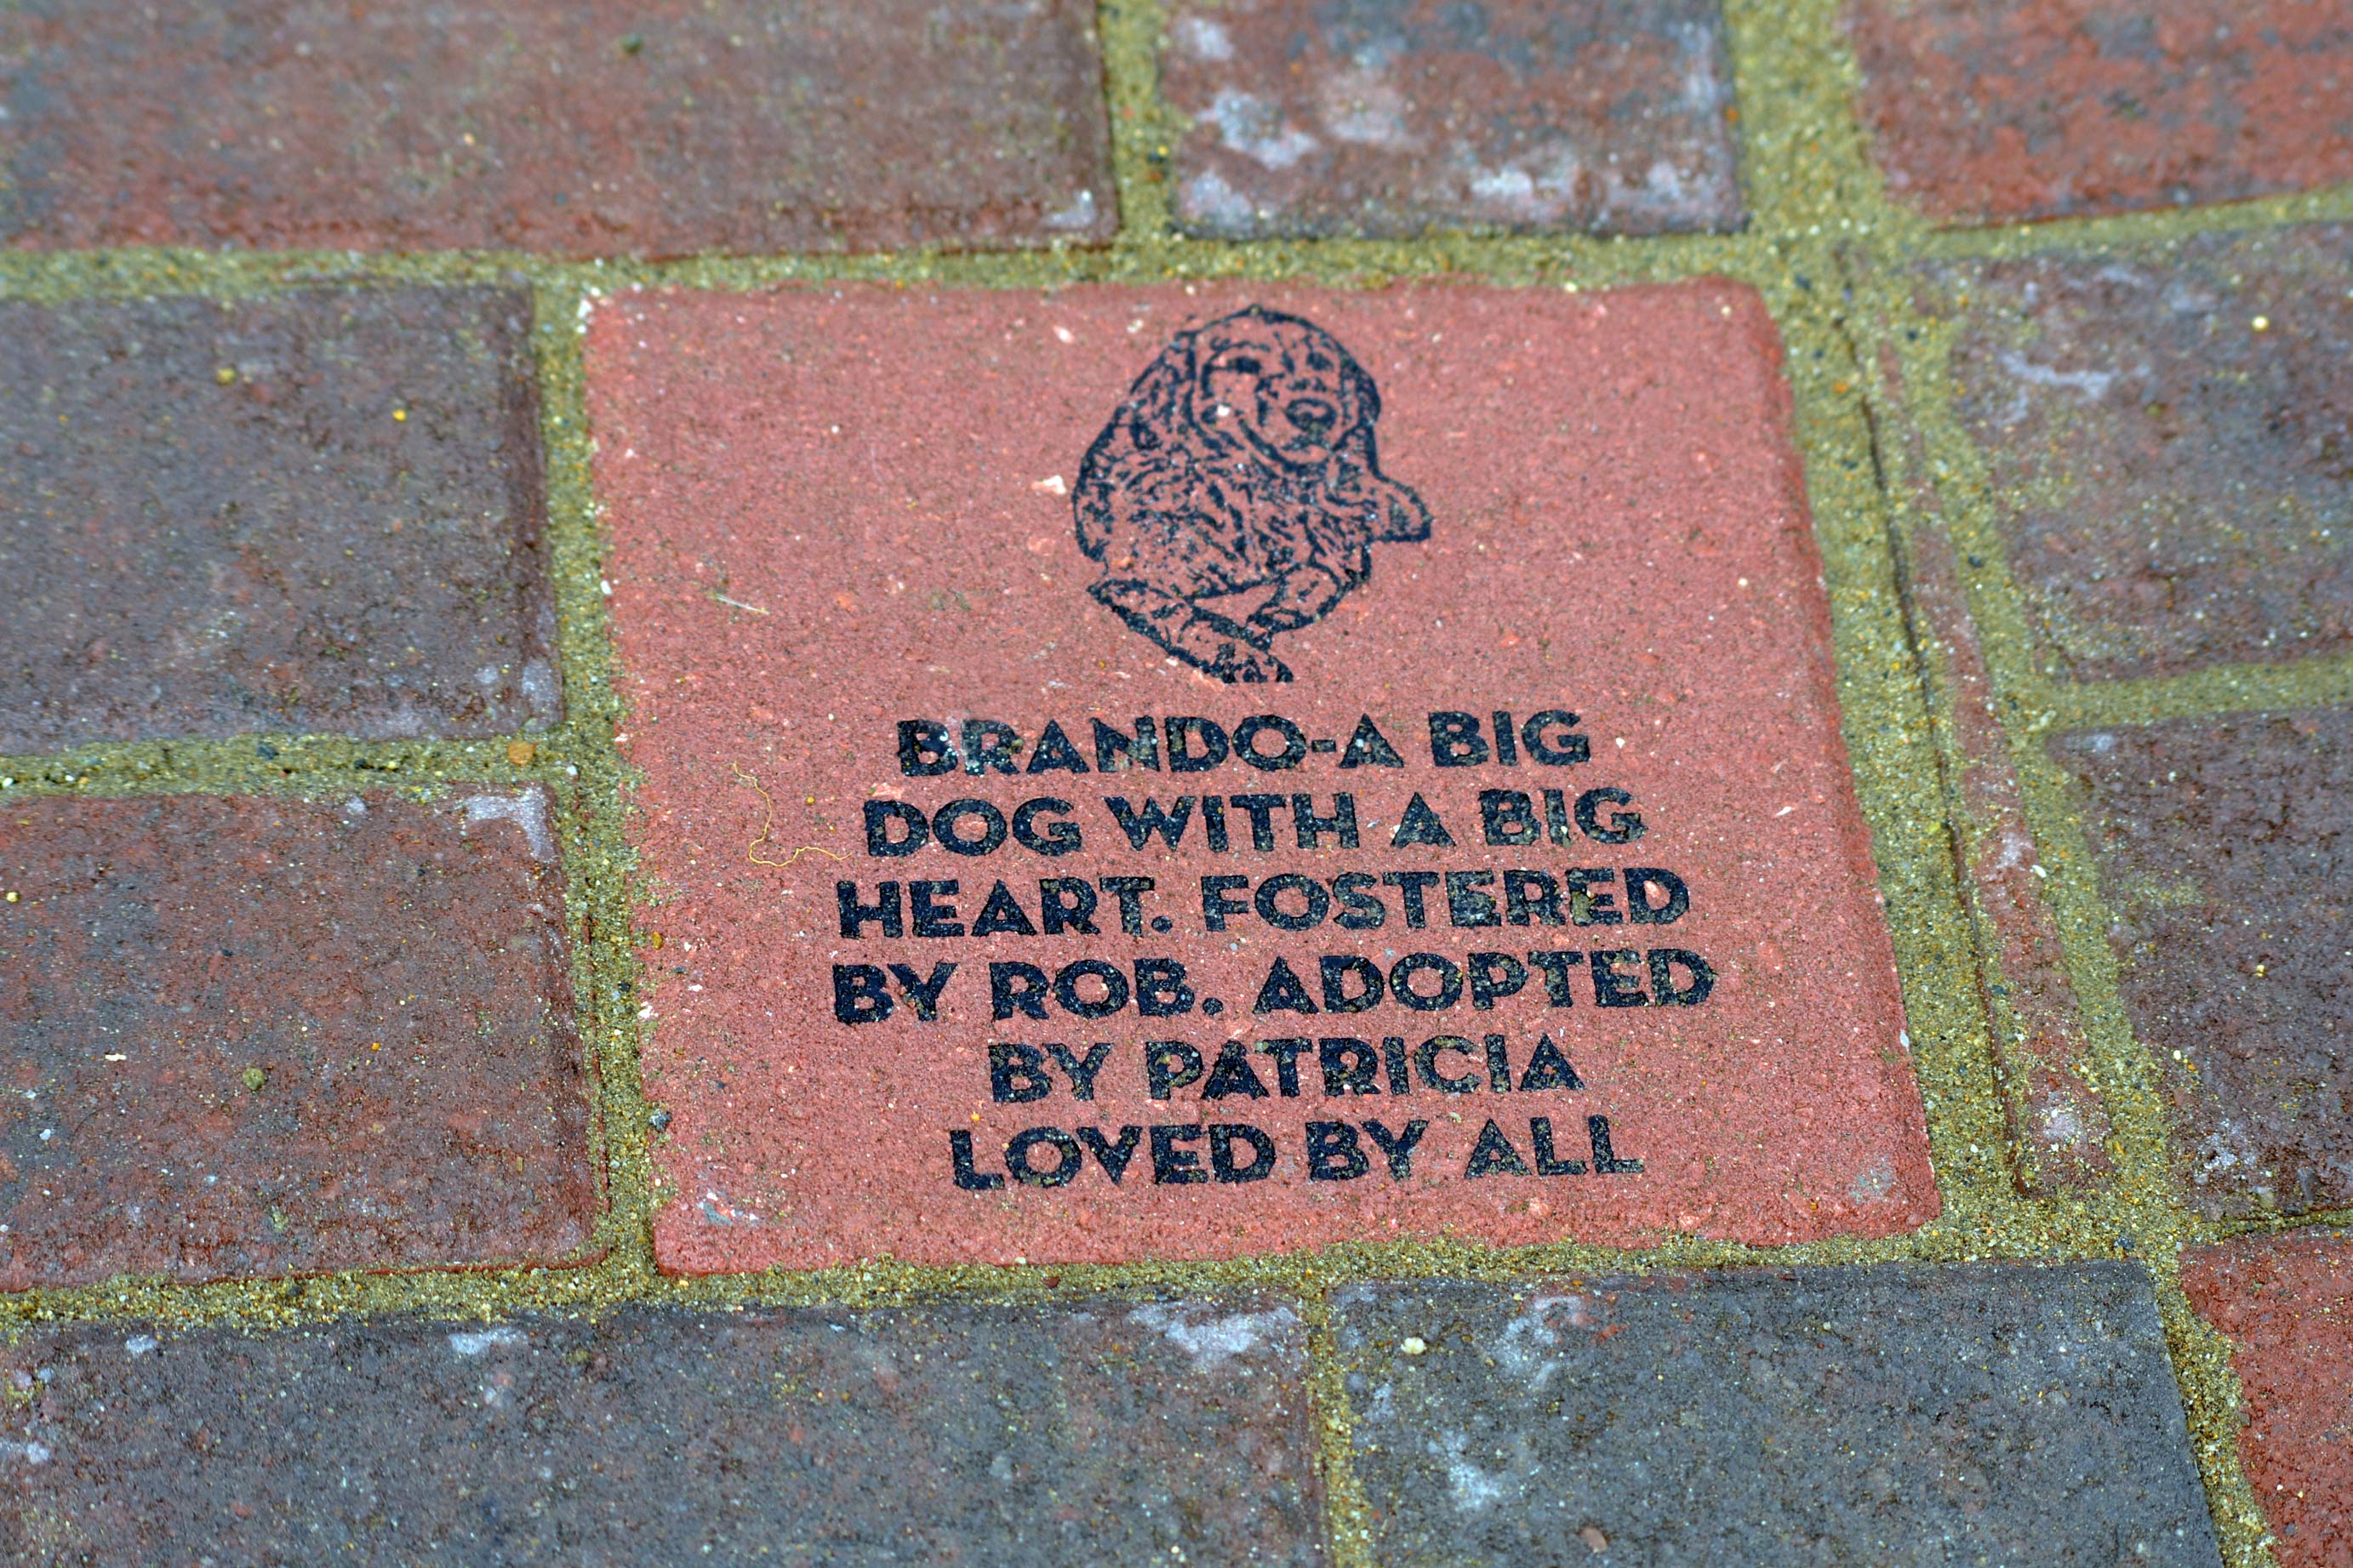 BRANDO-A BIG
DOG WITH A BIG
HEART. FOSTERED
BY ROB. ADOPTED
BY PATRICIA
LOVED BY ALL